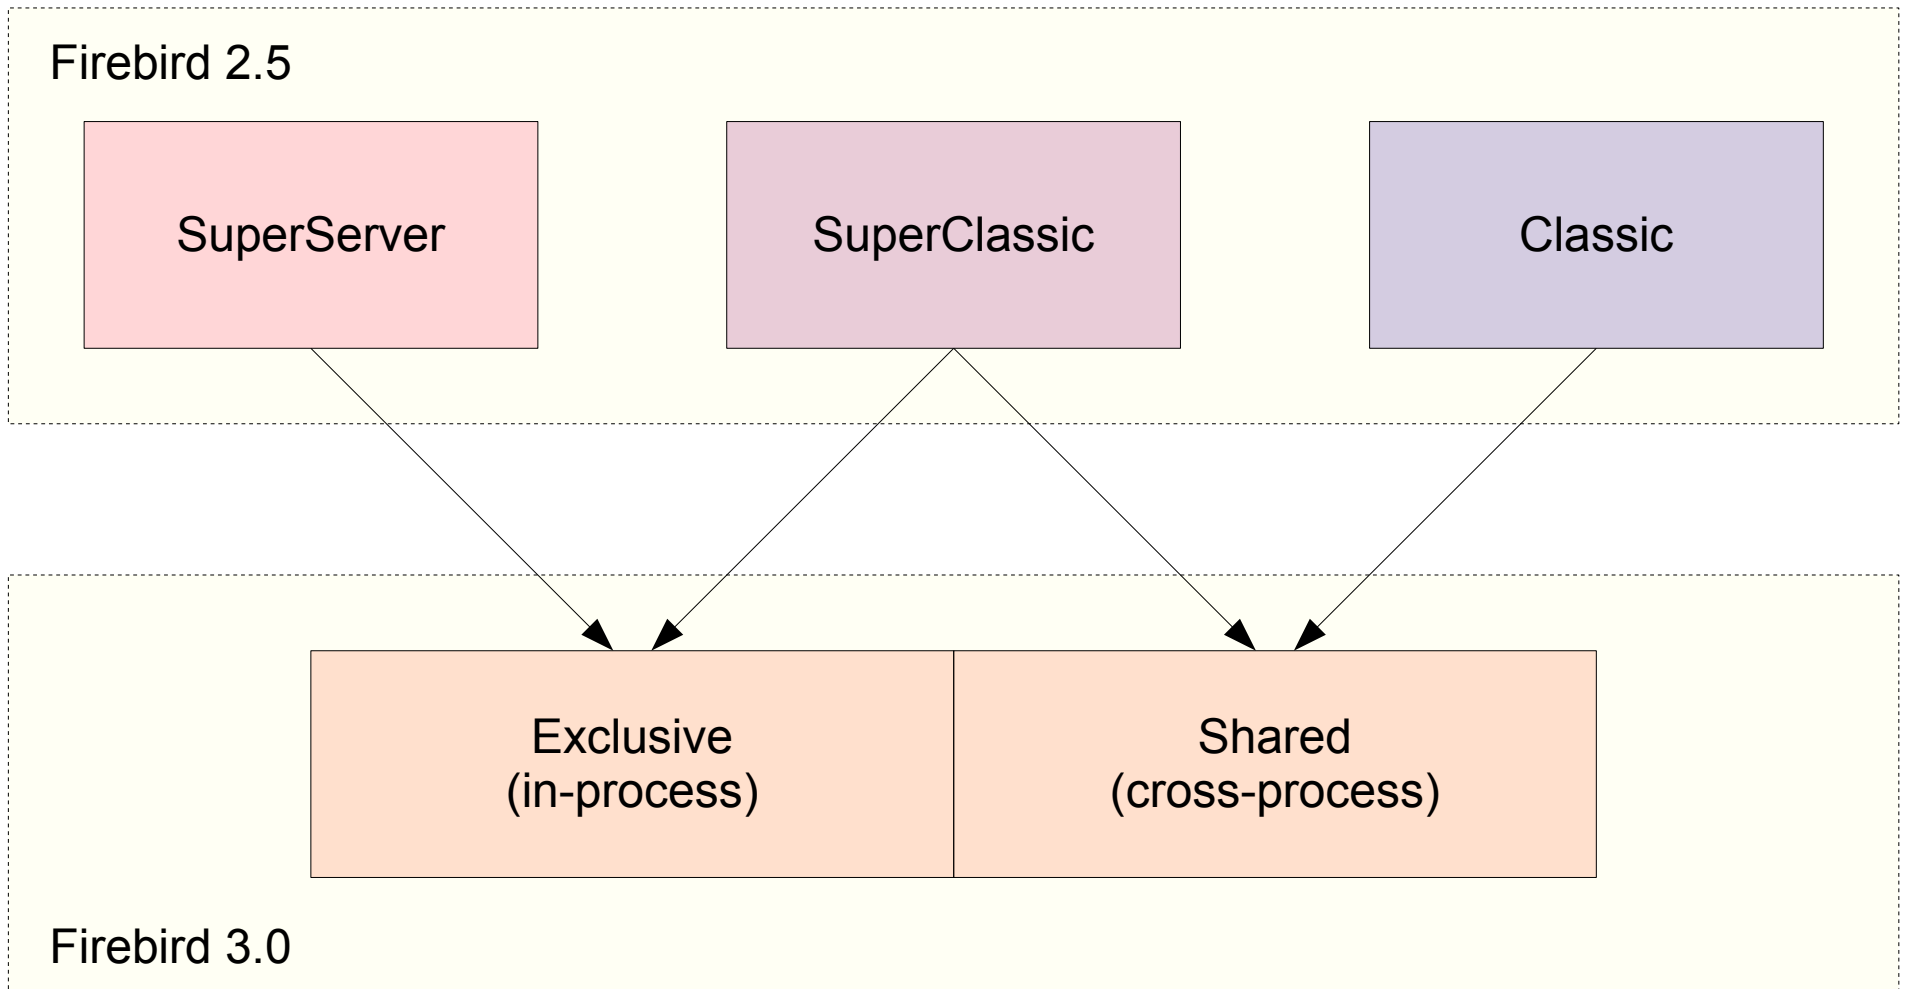 Firebird 2.5
SuperServer
SuperClassic
Classic
Exclusive
(in-process)
Shared
(cross-process)
Firebird 3.0